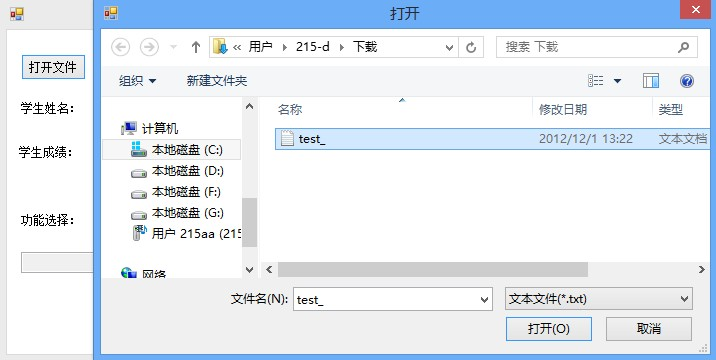 打开
« 用户 ▸ 215-d ▸ 下载
搜索 下载
打开文件
组织
新建文件夹
学生姓名：
学生成绩：
功能选择：
计算机
本地磁盘 (C:)
本地磁盘 (D:)
本地磁盘 (F:)
本地磁盘 (G:)
用户 215aa (215
网络
名称
修改日期
类型
test_
2012/12/1 13:22
文本文档
文件名(N):
test_
文本文件(*.txt)
打开(O)
取消